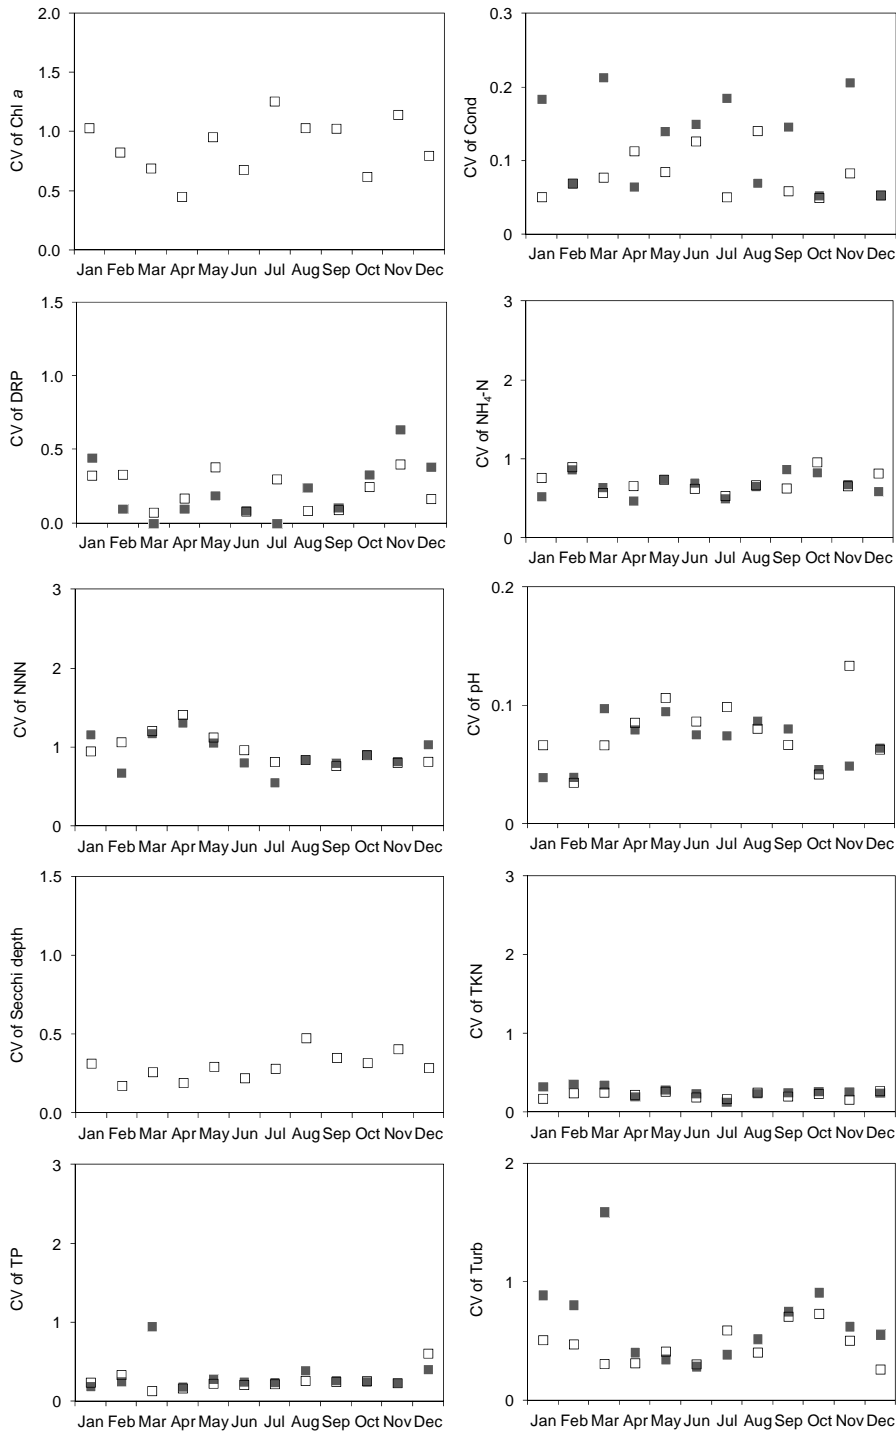 2.0
1.5
1.0
0.5
0.0
CV of Chl a
Jan Feb Mar Apr May Jun Jul Aug Sep Oct Nov Dec
0.3
0.2
0.1
0
CV of Cond
Jan Feb Mar Apr May Jun Jul Aug Sep Oct Nov Dec
1.5
1.0
0.5
0.0
CV of DRP
Jan Feb Mar Apr May Jun Jul Aug Sep Oct Nov Dec
3
2
1
0
CV of NH₄-N
Jan Feb Mar Apr May Jun Jul Aug Sep Oct Nov Dec
3
2
1
0
CV of NNN
Jan Feb Mar Apr May Jun Jul Aug Sep Oct Nov Dec
0.2
0.1
0
CV of pH
Jan Feb Mar Apr May Jun Jul Aug Sep Oct Nov Dec
1.5
1.0
0.5
0.0
CV of Secchi depth
Jan Feb Mar Apr May Jun Jul Aug Sep Oct Nov Dec
3
2
1
0
CV of TKN
Jan Feb Mar Apr May Jun Jul Aug Sep Oct Nov Dec
3
2
1
0
CV of TP
Jan Feb Mar Apr May Jun Jul Aug Sep Oct Nov Dec
2
1
0
CV of Turb
Jan Feb Mar Apr May Jun Jul Aug Sep Oct Nov Dec